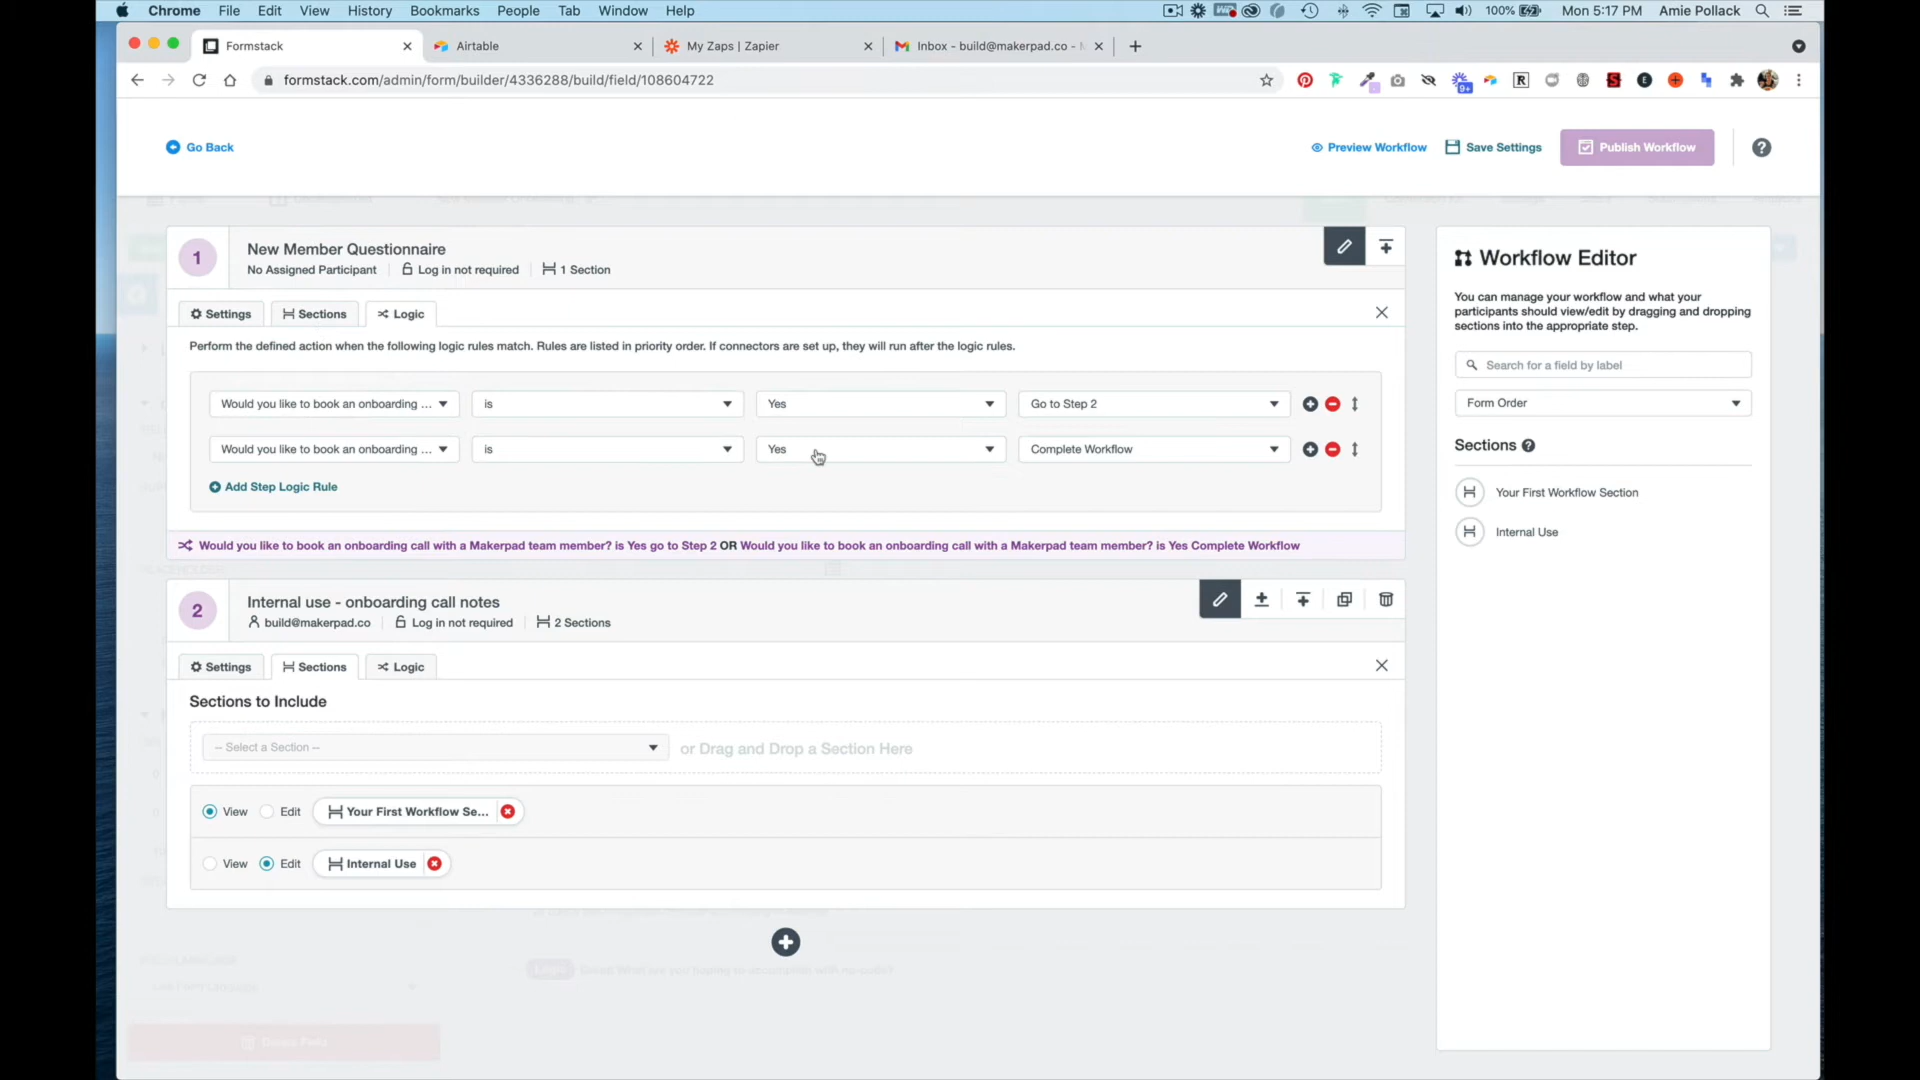 Chrome File Edit View History Bookmarks People Tab Window Help 100% Mon 5:17 PM Amie Pollack
Formstack Airtable My Zaps | Zapier Inbox - build@makerpad.co -
formstack.com/admin/form/builder/4336288/build/field/108604722 9+
Go Back Preview Workflow Save Settings Publish Workflow ?
1 New Member Questionnaire
No Assigned Participant Log in not required 1 Section
Settings Sections Logic
Perform the defined action when the following logic rules match. Rules are listed in priority order. If connectors are set up, they will run after the logic rules.
Would you like to book an onboarding ... is Yes Go to Step 2
Would you like to book an onboarding ... is Yes Complete Workflow
Add Step Logic Rule
Would you like to book an onboarding call with a Makerpad team member? is Yes go to Step 2 OR Would you like to book an onboarding call with a Makerpad team member? is Yes Complete Workflow
2 Internal use - onboarding call notes
build@makerpad.co Log in not required 2 Sections
Settings Sections Logic
Sections to Include
-- Select a Section -- or Drag and Drop a Section Here
View Edit Your First Workflow Se...
View Edit Internal Use
Workflow Editor
You can manage your workflow and what your
participants should view/edit by dragging and dropping
sections into the appropriate step.
Search for a field by label
Form Order
Sections ?
Your First Workflow Section
Internal Use